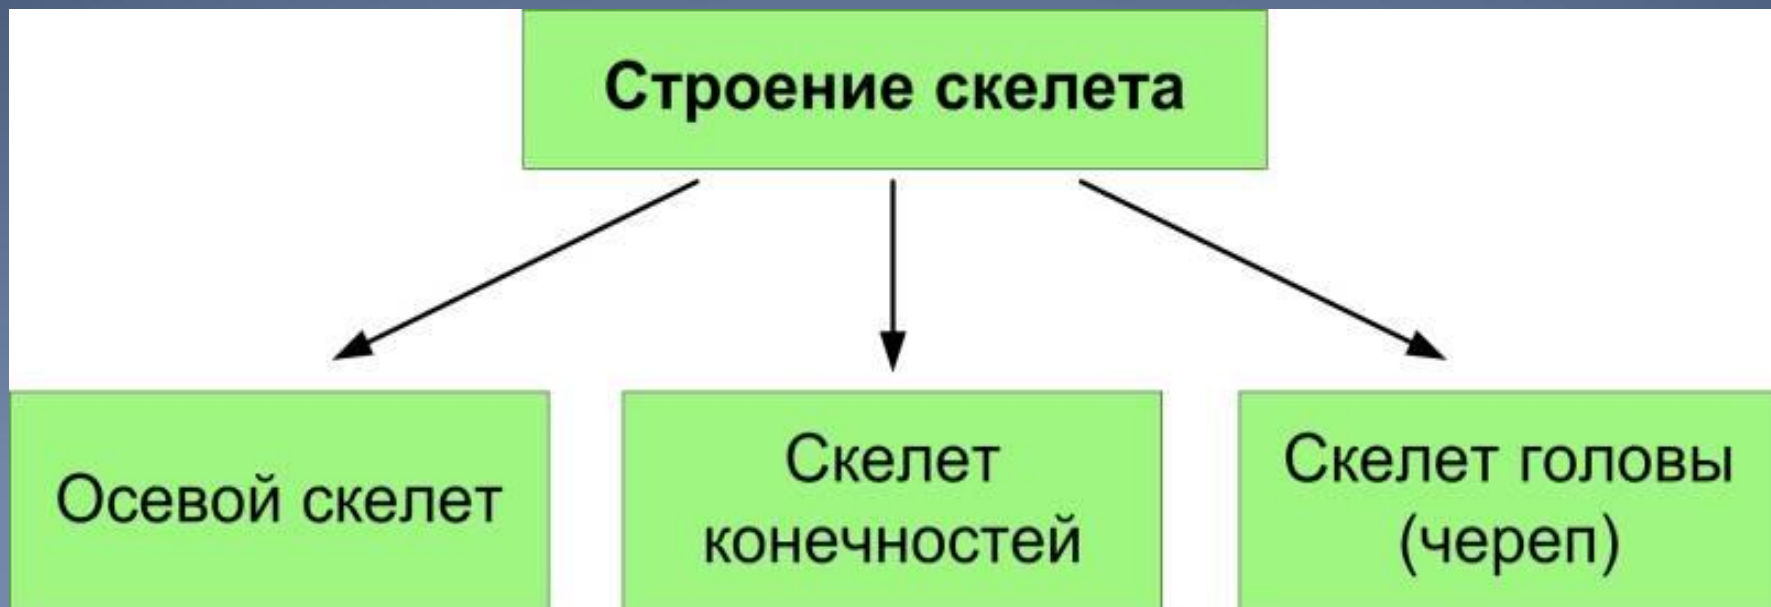 Строение скелета
Осевой скелет
Скелет
конечностей
Скелет головы
(череп)